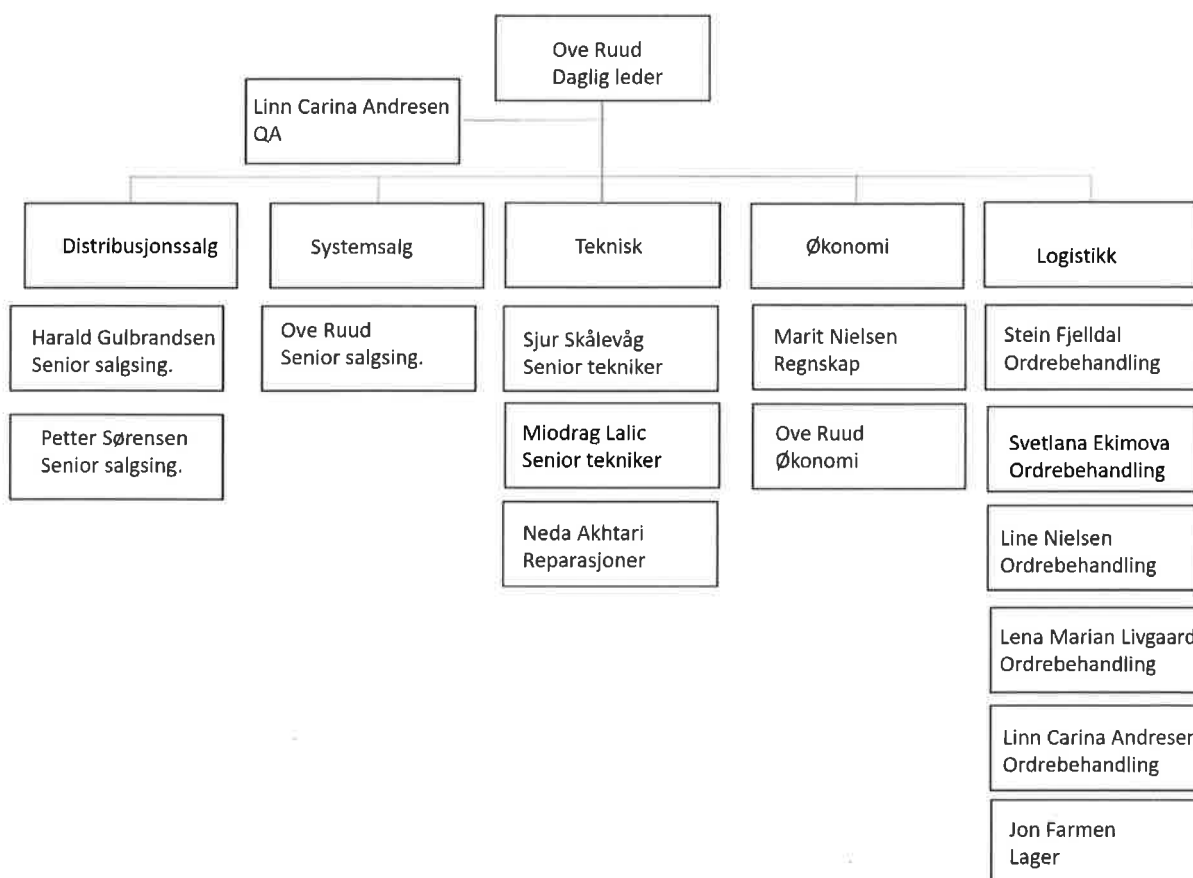 Ove Ruud
Daglig leder
Linn Carina Andresen
QA
Distribusjonssalg
Systemsalg
Teknisk
Økonomi
Logistikk
Harald Gulbrandsen
Senior salgsing.
Petter Sørensen
Senior salgsing.
Ove Ruud
Senior salgsing.
Sjur Skålevåg
Senior tekniker
Miodrag Lalic
Senior tekniker
Neda Akhtari
Reparasjoner
Marit Nielsen
Regnskap
Ove Ruud
Økonomi
Stein Fjelldal
Ordrebehandling
Svetlana Ekimova
Ordrebehandling
Line Nielsen
Ordrebehandling
Lena Marian Livgaard
Ordrebehandling
Linn Carina Andresen
Ordrebehandling
Jon Farmen
Lager